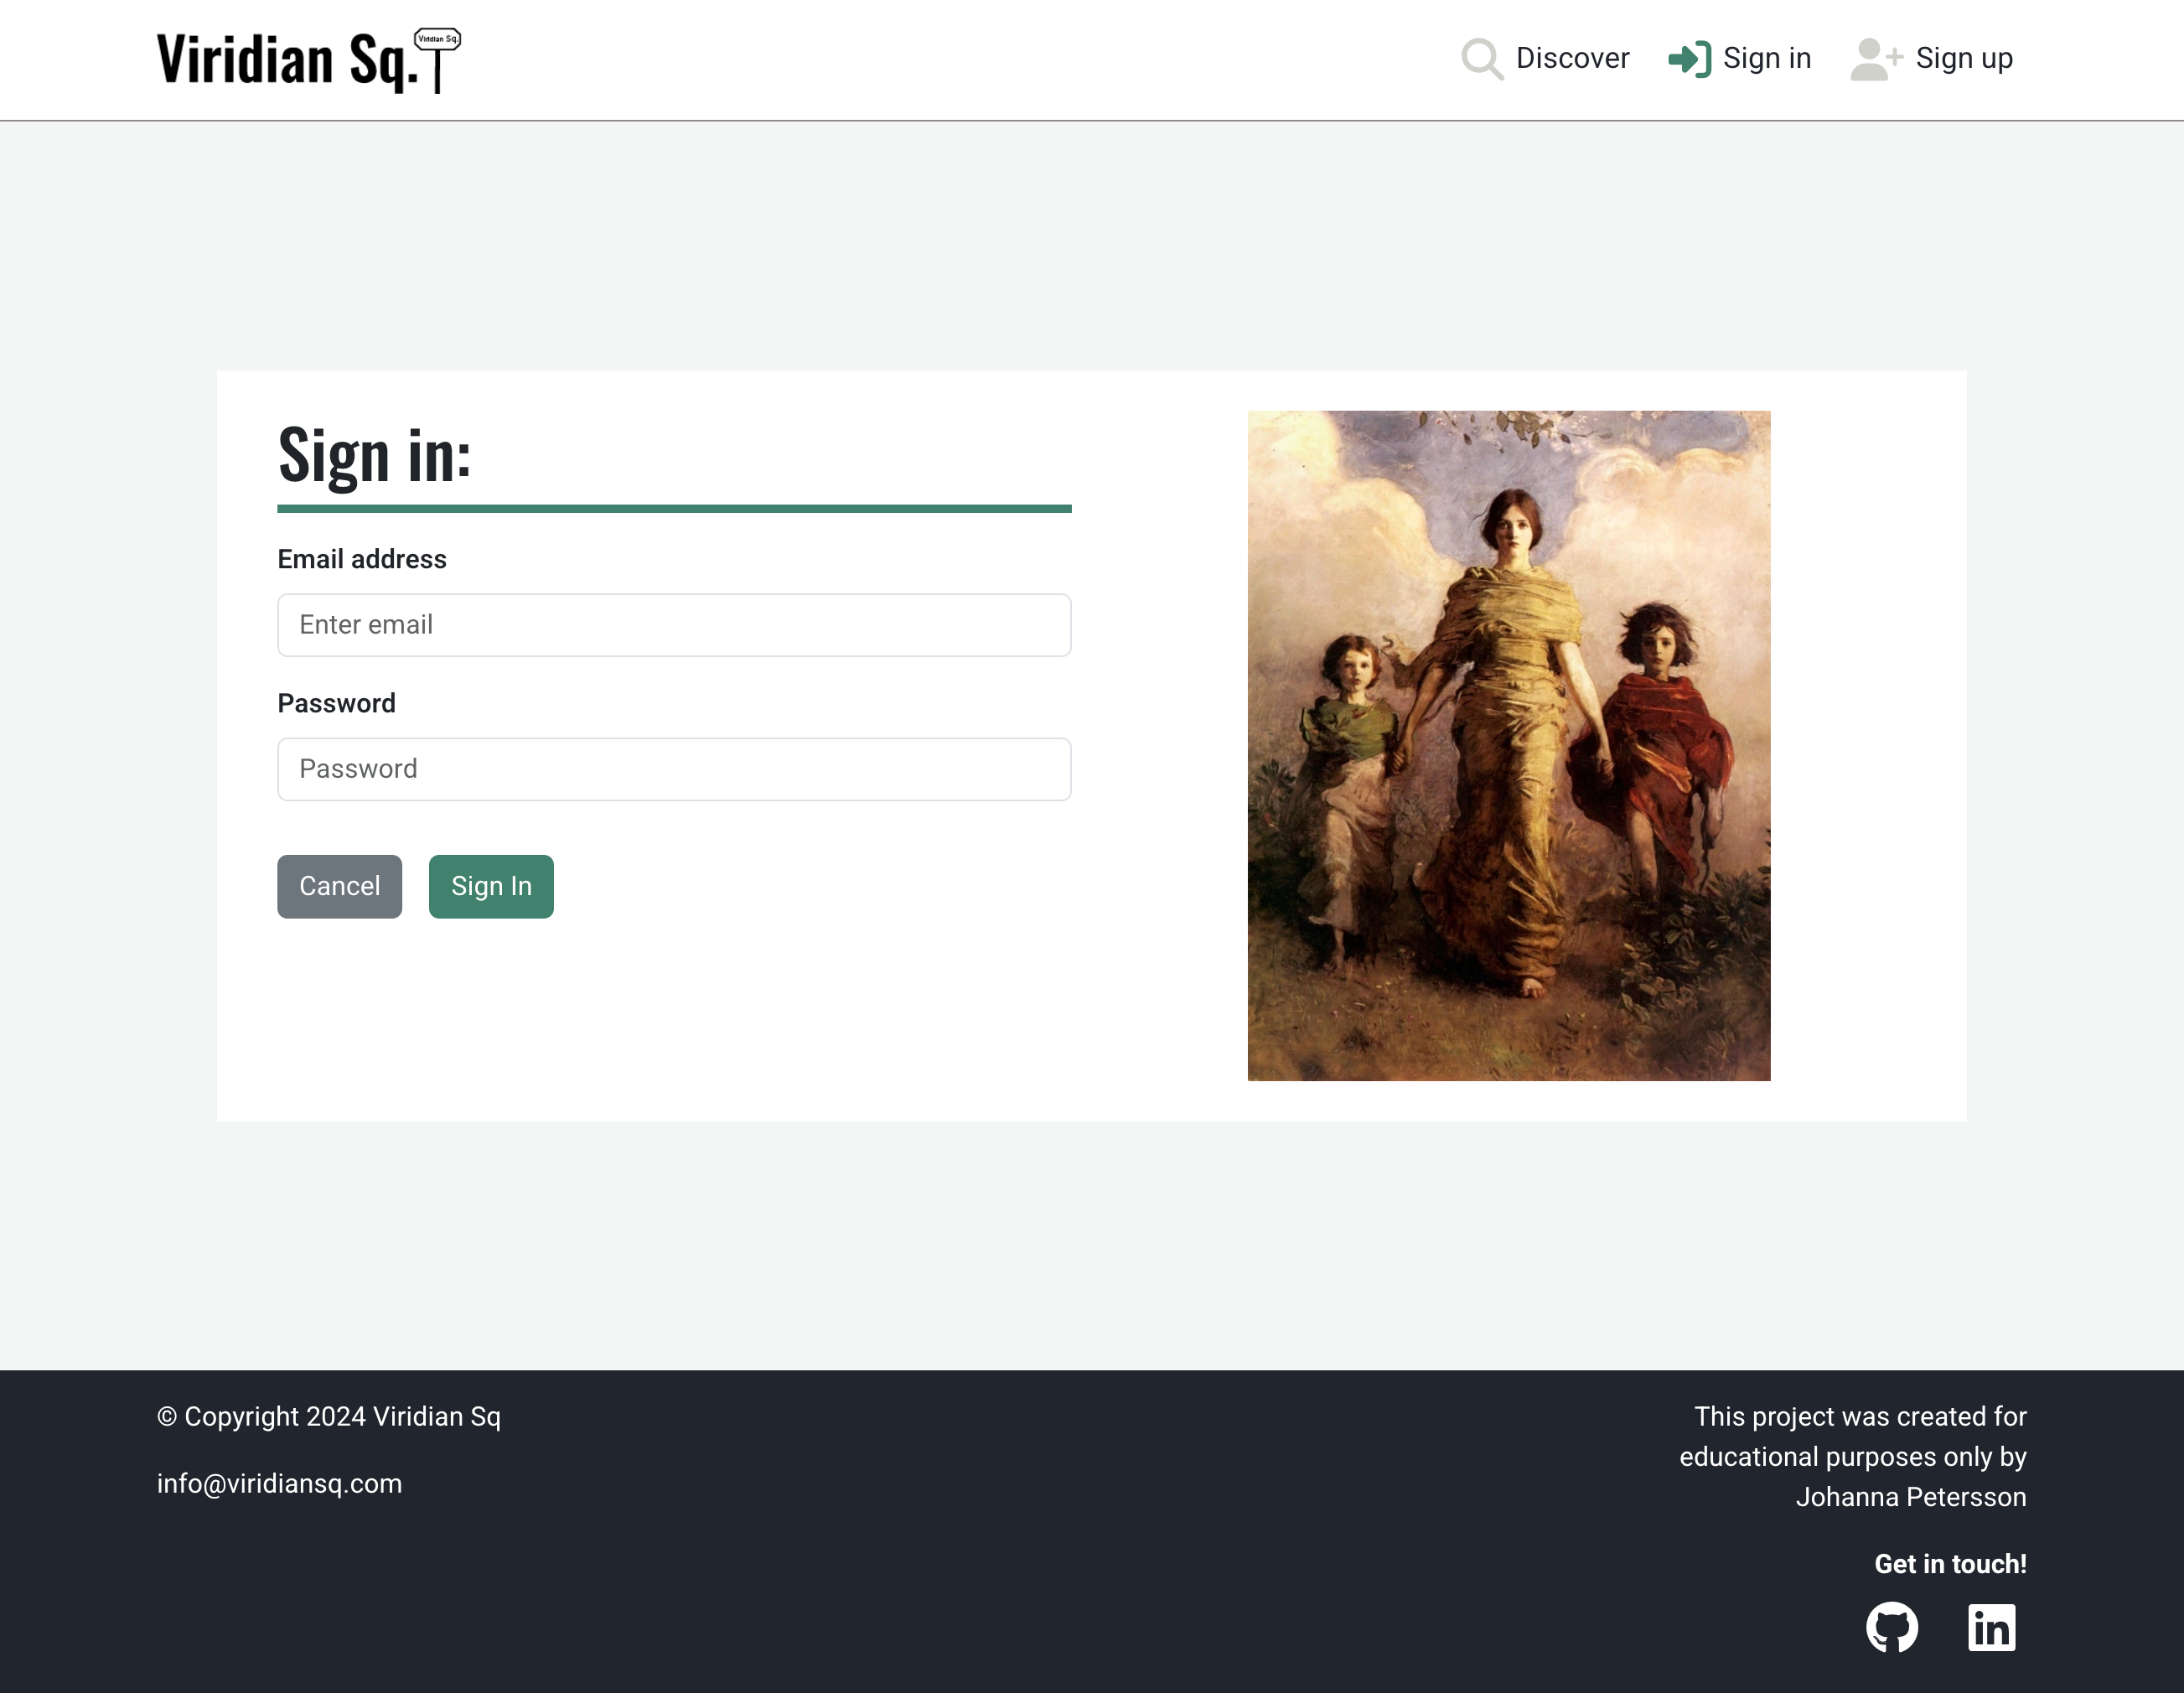 Viridian Sq.
Viridian Sq.
Discover
Sign in
Sign up
Sign in:
Email address
Enter email
Password
Password
Cancel
Sign In
© Copyright 2024 Viridian Sq
info@viridiansq.com
This project was created for
educational purposes only by
Johanna Petersson
Get in touch!
in